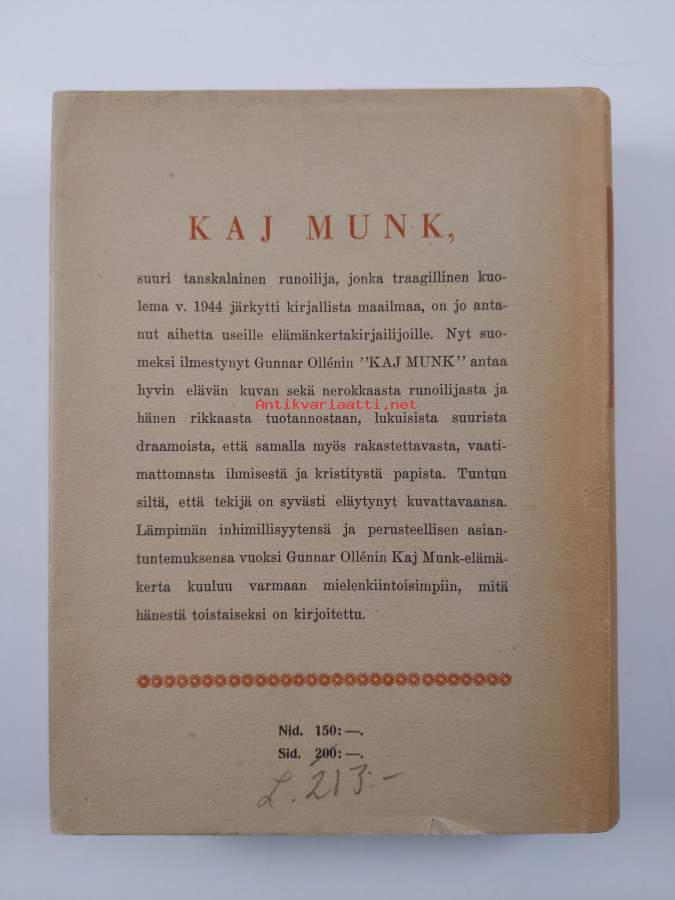 KAJ MUNK,
suuri tanskalainen runoilija, jonka traagillinen kuo-
lema v. 1944 järkytti kirjallista maailmaa, on jo anta-
nut aihetta useille elämänkertakirjailijoille. Nyt suo-
meksi ilmestynyt Gunnar Ollénin ”KAJ MUNK” antaa
hyvin elävän kuvan sekä nerokkaasta runoilijasta ja
Antikvariaatti.net
hänen rikkaasta tuotannostaan, lukuisista suurista
draamoista, että samalla myös rakastettavasta, vaati-
mattomasta ihmisestä ja kristitystä papista. Tuntuu
siltä, että tekijä on syvästi eläytynyt kuvattavaansa.
Lämpimän inhimillisyytensä ja perusteellisen asian-
tuntemuksensa vuoksi Gunnar Ollénin Kaj Munk-elämä-
kerta kuuluu varmaan mielenkiintoisimpiin, mitä
hänestä toistaiseksi on kirjoitettu.
Nid. 150:—.
Sid. 200:—.
L. 213:-